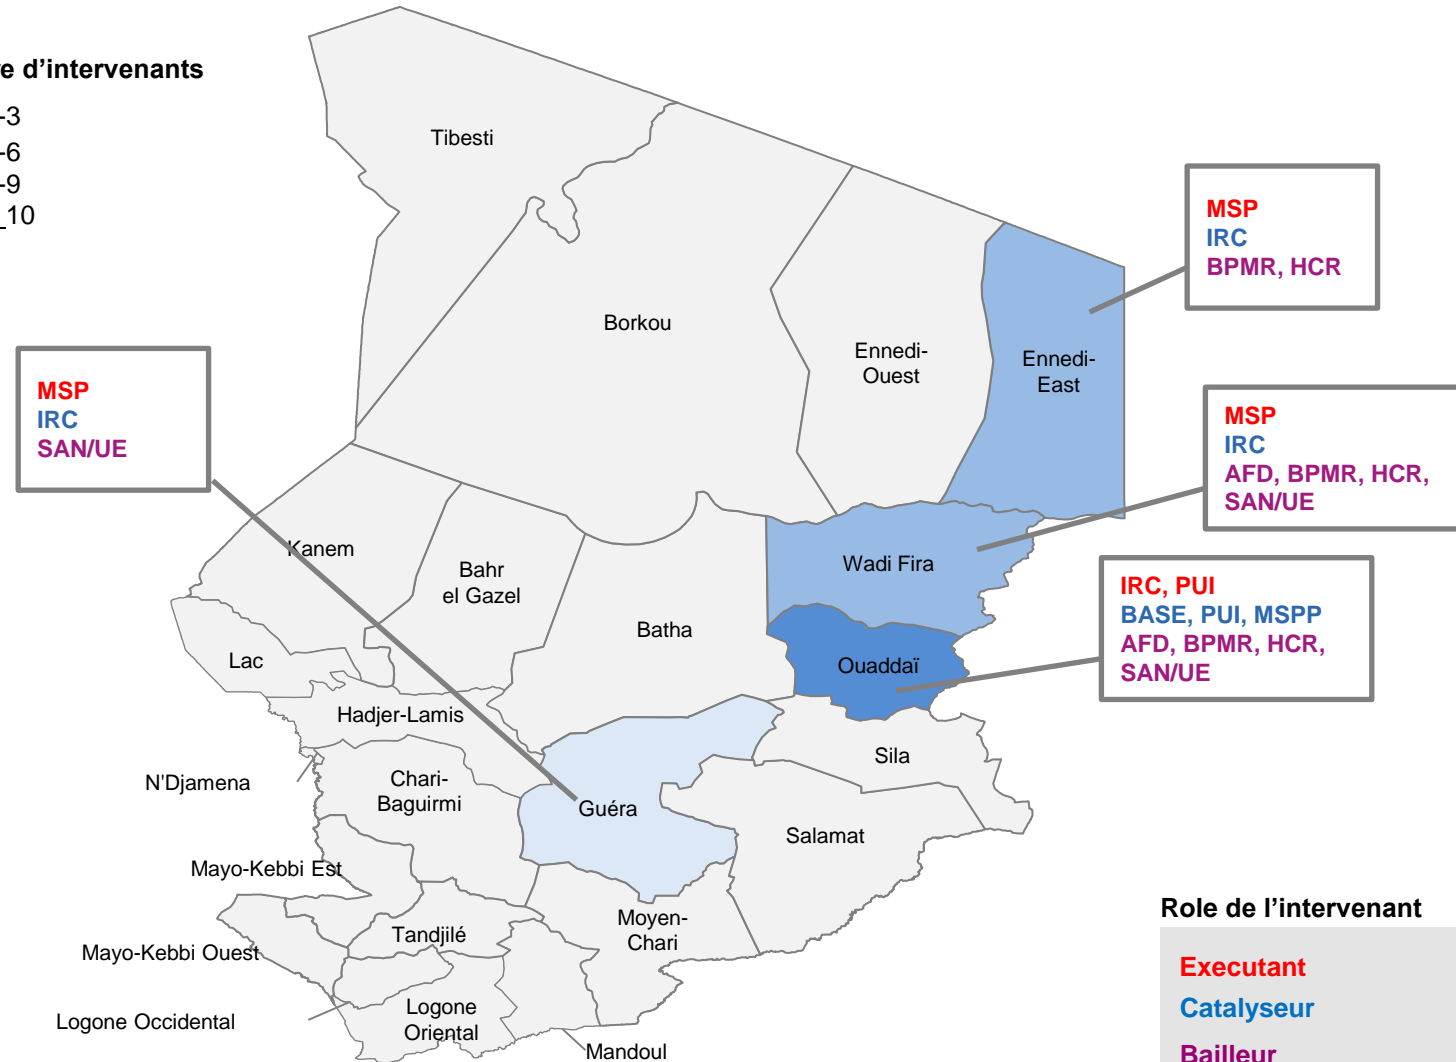 e d’intervenants
-3
-6
-9
_10
Tibesti
Borkou
Ennedi-
Ouest
Ennedi-
East
MSP
IRC
BPMR, HCR
MSP
IRC
SAN/UE
MSP
IRC
AFD, BPMR, HCR,
SAN/UE
Kanem
Bahr
el Gazel
Batha
Wadi Fira
IRC, PUI
BASE, PUI, MSPP
AFD, BPMR, HCR,
SAN/UE
Lac
Ouaddaï
Hadjer-Lamis
Sila
N'Djamena
Chari-
Baguirmi
Guéra
Salamat
Mayo-Kebbi Est
Moyen-
Chari
Tandjilé
Mayo-Kebbi Ouest
Logone Occidental
Logone
Oriental
Mandoul
Role de l’intervenant
Executant
Catalyseur
Bailleur